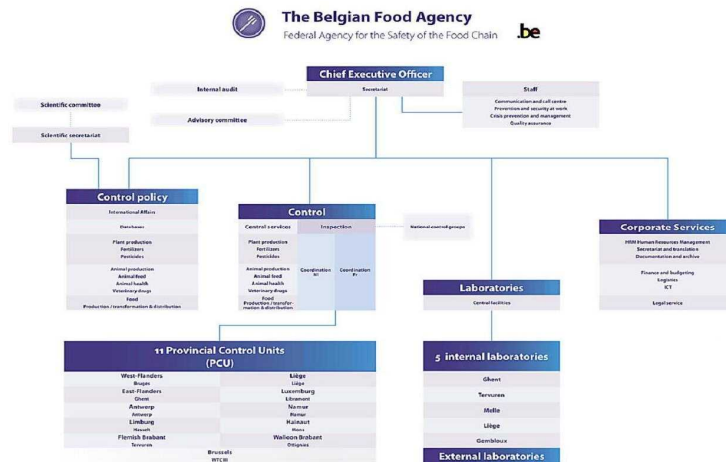 The Belgian Food Agency
Federal Agency for the Safety of the Food Chain
.be
Chief Executive Officer
Secretariat
Internal audit
Advisory committee
Staff
Communication and call centre
Prevention and security at work
Crisis prevention and management
Quality assurance
Scientific committee
Scientific secretariat
Control policy
International Affairs
Databases
Plant production
Fertilizers
Pesticides
Animal production
Animal feed
Animal health
Veterinary drugs
Food
Production / transformation & distribution
Control
Central services
Inspection
Plant production
Fertilizers
Pesticides
Animal production
Animal feed
Animal health
Veterinary drugs
Food
Production / transfor-
mation & distribution
Coordination
Nl
Coordination
Fr
National control groups
Laboratories
Central facilities
Corporate Services
HRM Human Resources Management
Secretariat and translation
Documentation and archive
Finance and budgeting
Logistics
ICT
Legal service
11 Provincial Control Units
(PCU)
West-Flanders
Bruges
East-Flanders
Ghent
Antwerp
Antwerp
Limburg
Hasselt
Flemish Brabant
Tervuren
Liège
Liège
Luxemburg
Libramont
Namur
Namur
Hainaut
Mons
Walloon Brabant
Ottignies
Brussels
WTCIII
5 internal laboratories
Ghent
Tervuren
Melle
Liège
Gembloux
External laboratories